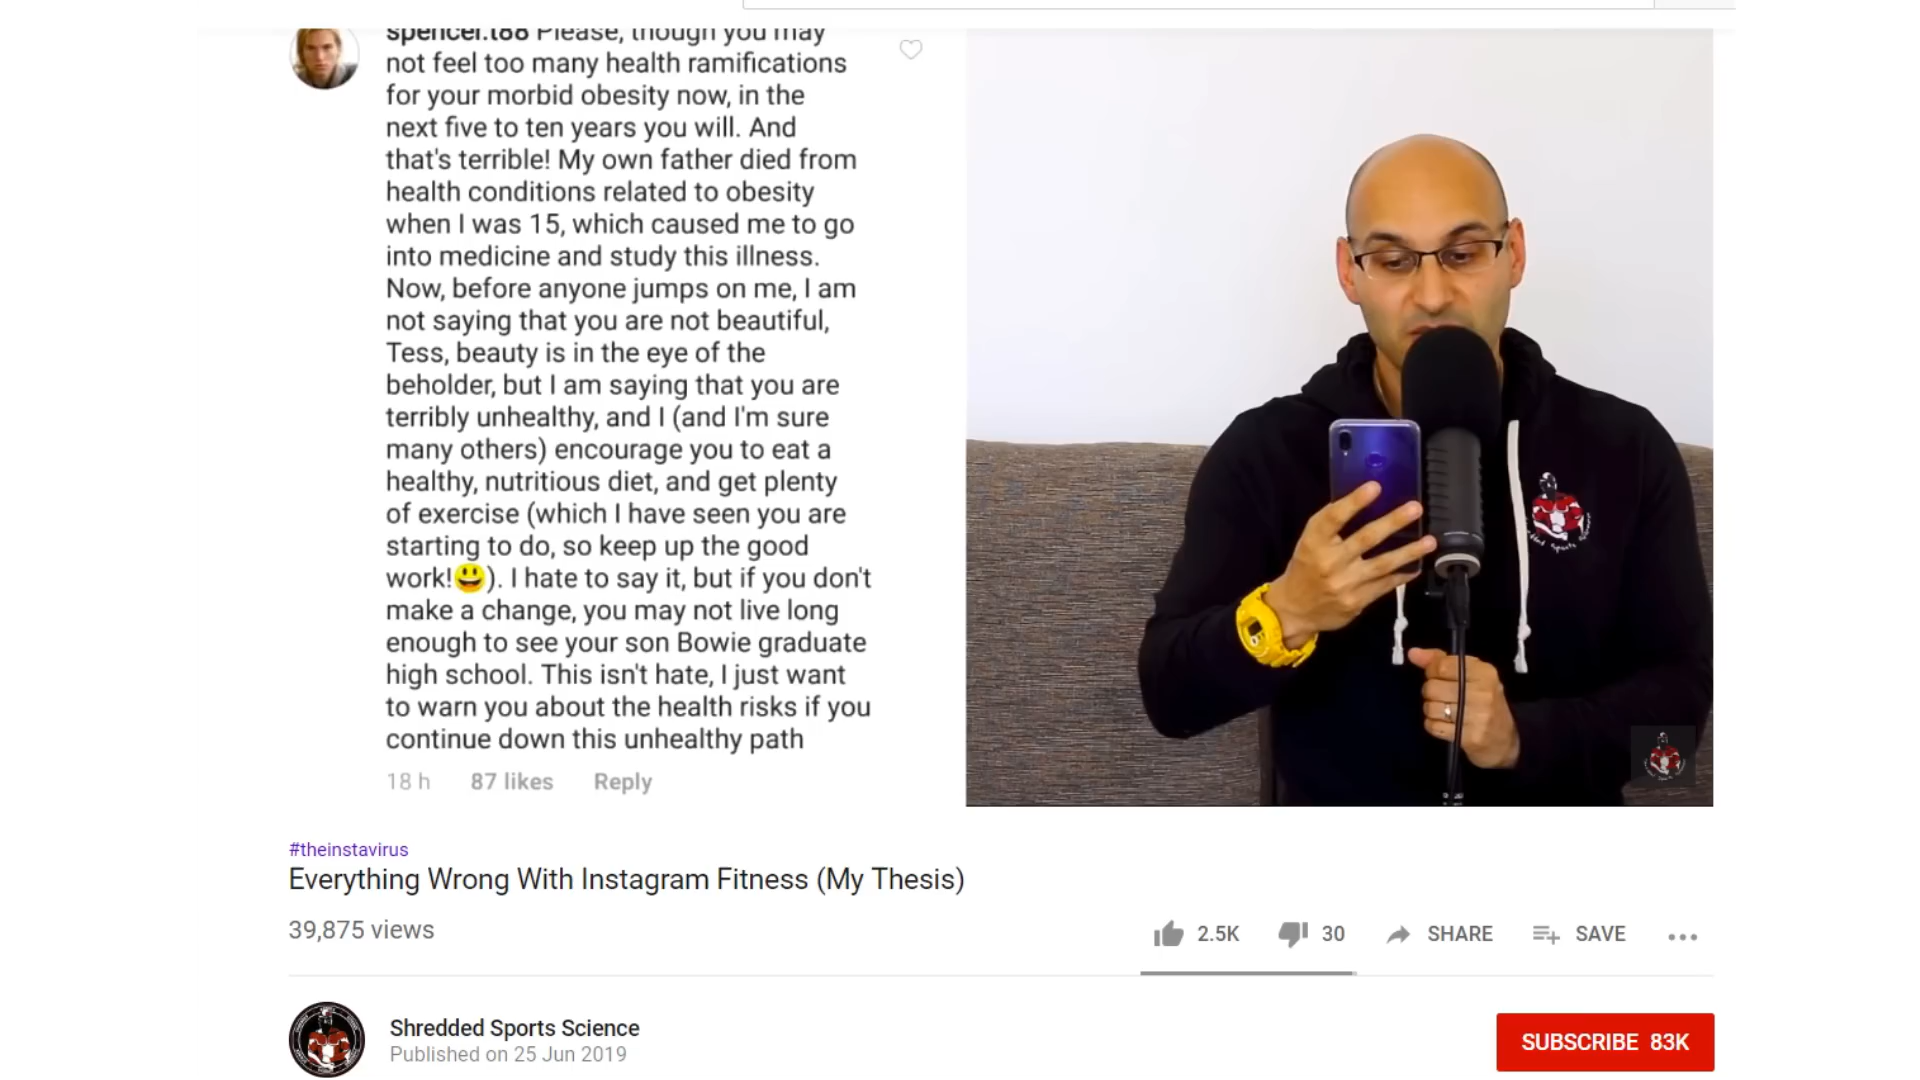 spencer.t88 Please, though you may
not feel too many health ramifications
for your morbid obesity now, in the
next five to ten years you will. And
that's terrible! My own father died from
health conditions related to obesity
when I was 15, which caused me to go
into medicine and study this illness.
Now, before anyone jumps on me, I am
not saying that you are not beautiful,
Tess, beauty is in the eye of the
beholder, but I am saying that you are
terribly unhealthy, and I (and I'm sure
many others) encourage you to eat a
healthy, nutritious diet, and get plenty
of exercise (which I have seen you are
starting to do, so keep up the good
work!😃). I hate to say it, but if you don't
make a change, you may not live long
enough to see your son Bowie graduate
high school. This isn't hate, I just want
to warn you about the health risks if you
continue down this unhealthy path
18 h 87 likes Reply
#theinstavirus
Everything Wrong With Instagram Fitness (My Thesis)
39,875 views
2.5K 30 SHARE SAVE
Shredded Sports Science
Published on 25 Jun 2019
SUBSCRIBE 83K